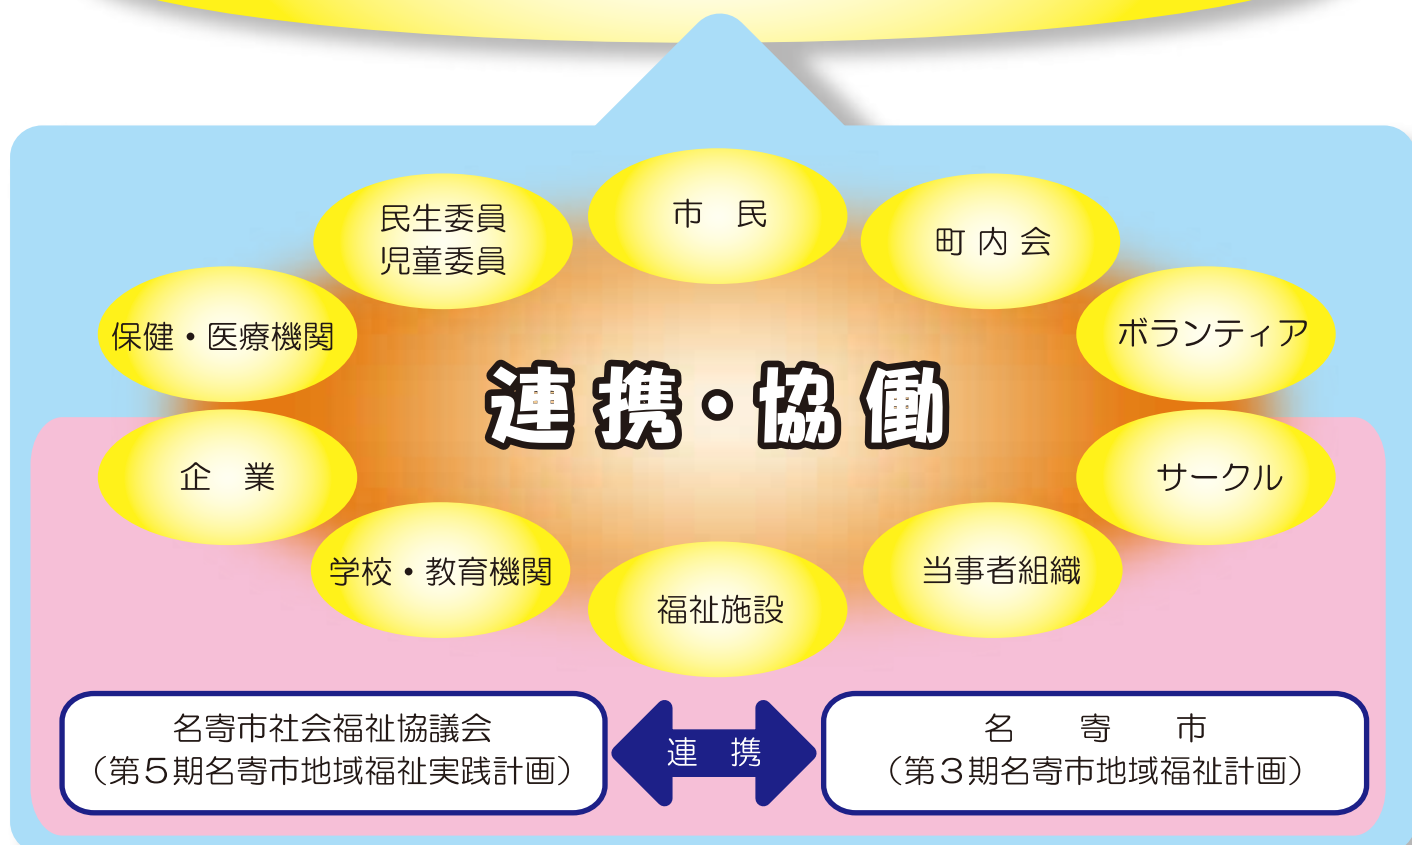 市　民
民生委員
児童委員
町 内 会
保健・医療機関
ボランティア
連携・協働
企　業
サークル
学校・教育機関
当事者組織
福祉施設
名寄市社会福祉協議会
（第５期名寄市地域福祉実践計画）
連　携
名　寄　市
（第３期名寄市地域福祉計画）